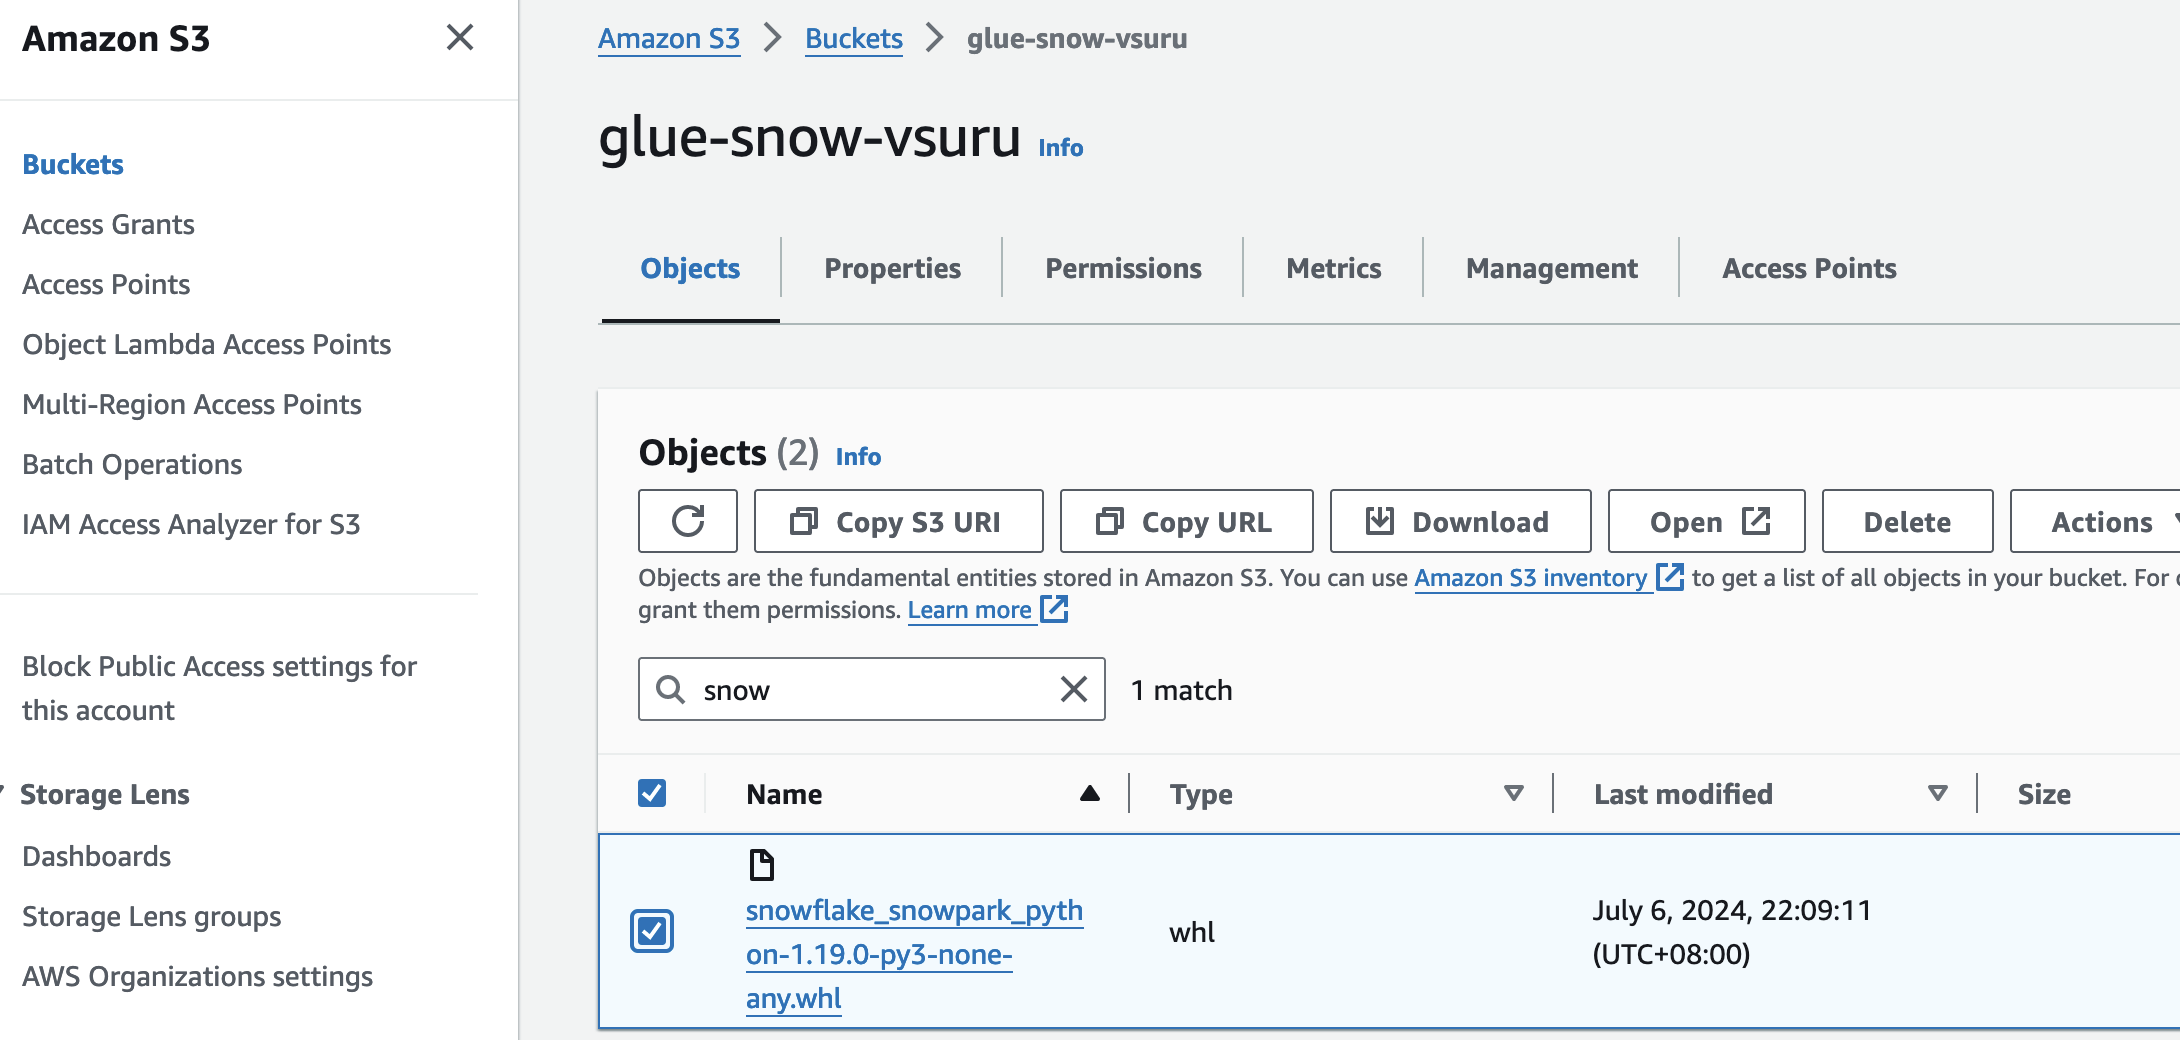 Amazon S3
Buckets
Access Grants
Access Points
Object Lambda Access Points
Multi-Region Access Points
Batch Operations
IAM Access Analyzer for S3
Block Public Access settings for
this account
Storage Lens
Dashboards
Storage Lens groups
AWS Organizations settings
Amazon S3 Buckets glue-snow-vsuru
glue-snow-vsuru Info
Objects Properties Permissions Metrics Management Access Points
Objects (2) Info
Copy S3 URI Copy URL Download Open Delete Actions
Objects are the fundamental entities stored in Amazon S3. You can use Amazon S3 inventory to get a list of all objects in your bucket. For
grant them permissions. Learn more
snow 1 match
Name Type Last modified Size
snowflake_snowpark_pyth
on-1.19.0-py3-none-
any.whl
whl
July 6, 2024, 22:09:11
(UTC+08:00)